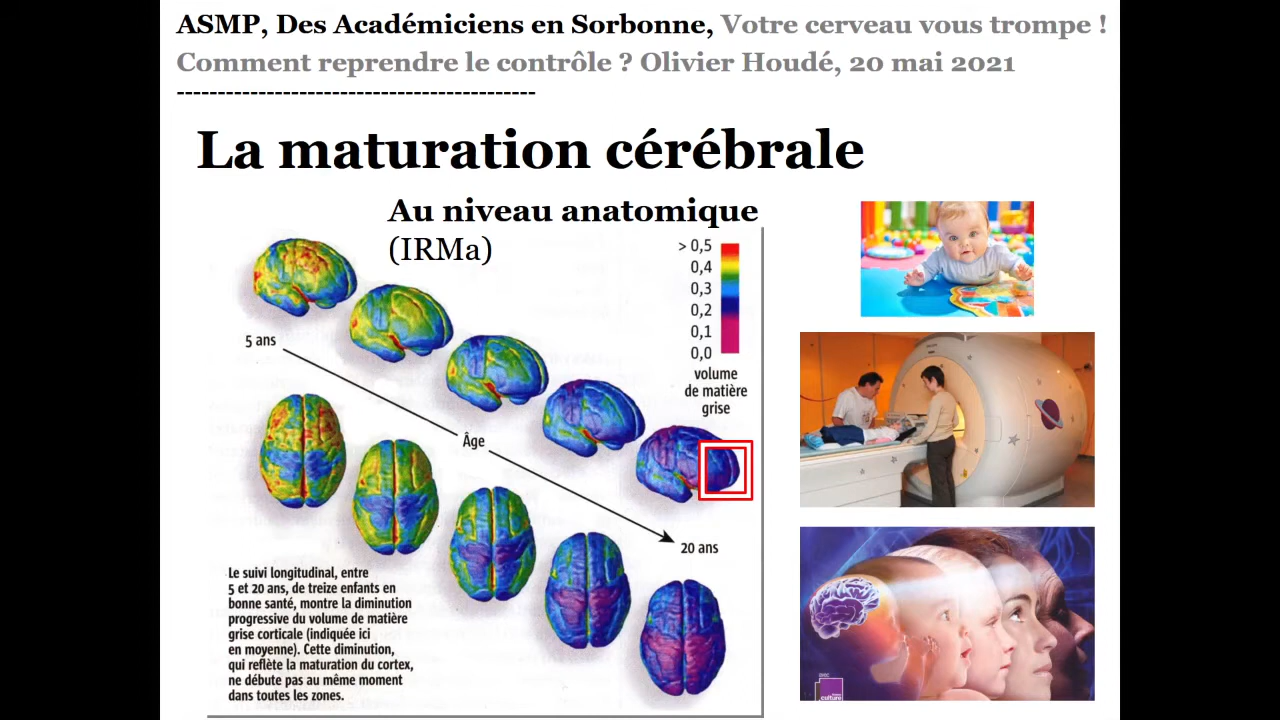 ASMP, Des Académiciens en Sorbonne, Votre cerveau vous trompe !
Comment reprendre le contrôle ? Olivier Houdé, 20 mai 2021
--------------------------------------------
La maturation cérébrale
Au niveau anatomique
(IRMa)
> 0,5
0,4
0,3
0,2
0,1
0,0
volume
de matière
grise
5 ans
Âge
20 ans
Le suivi longitudinal, entre
5 et 20 ans, de treize enfants en
bonne santé, montre la diminution
progressive du volume de matière
grise corticale (indiquée ici
en moyenne). Cette diminution,
qui reflète la maturation du cortex,
ne débute pas au même moment
dans toutes les zones.
culture